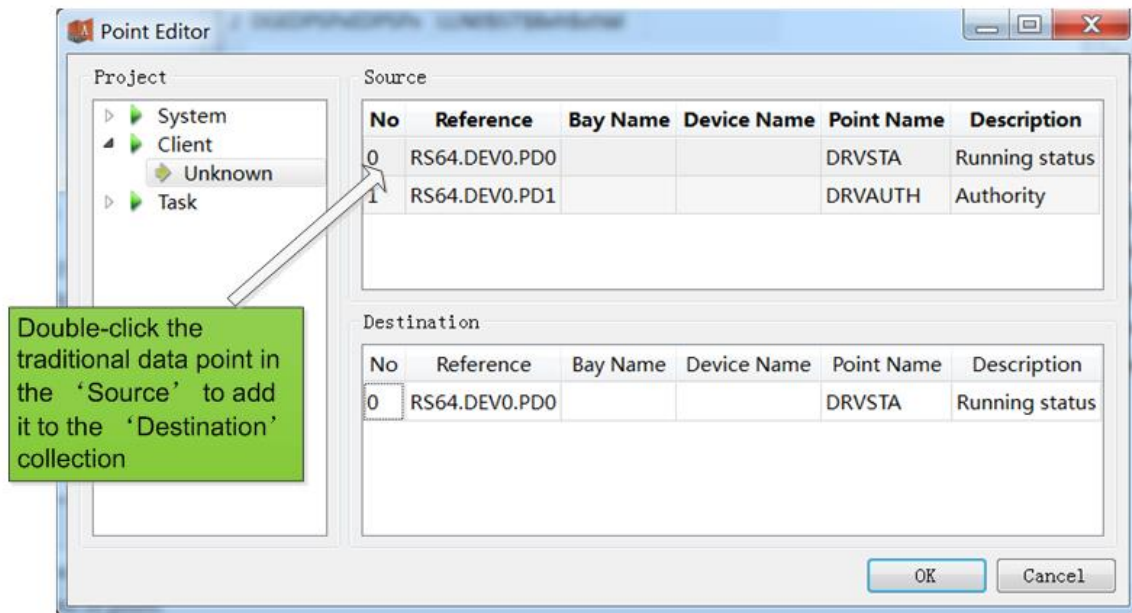 Point Editor
Project
System
Client
Unknown
Task
Source
No Reference Bay Name Device Name Point Name Description
0 RS64.DEV0.PD0 DRVSTA Running status
1 RS64.DEV0.PD1 DRVAUTH Authority
Double-click the
traditional data point in
the ‘Source’ to add
it to the ‘Destination’
collection
Destination
No Reference Bay Name Device Name Point Name Description
0 RS64.DEV0.PD0 DRVSTA Running status
OK Cancel